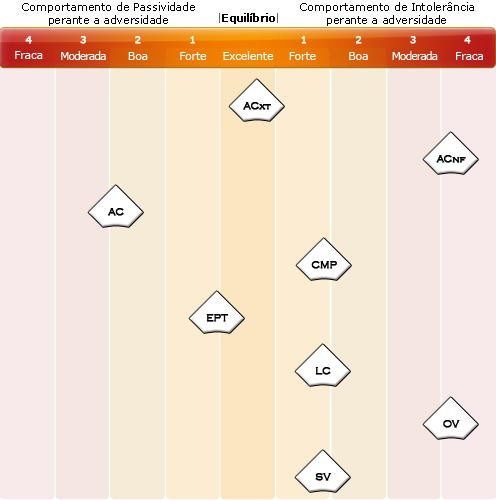 Comportamento de Passividade perante a adversidade
|Equilíbrio|
Comportamento de Intolerância perante a adversidade
4 3 2 1 1 2 3 4
Fraca Moderada Boa Forte Excelente Forte Boa Moderada Fraca
ACXT
ACNF
AC
CMP
EPT
LC
OV
SV